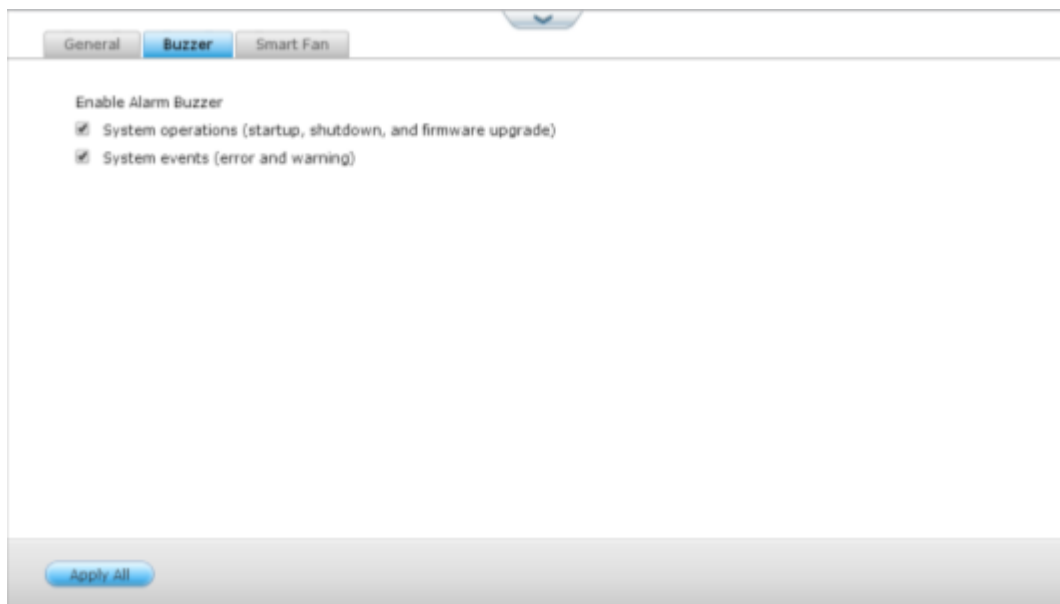 General Buzzer Smart Fan
Enable Alarm Buzzer
System operations (startup, shutdown, and firmware upgrade)
System events (error and warning)
Apply All